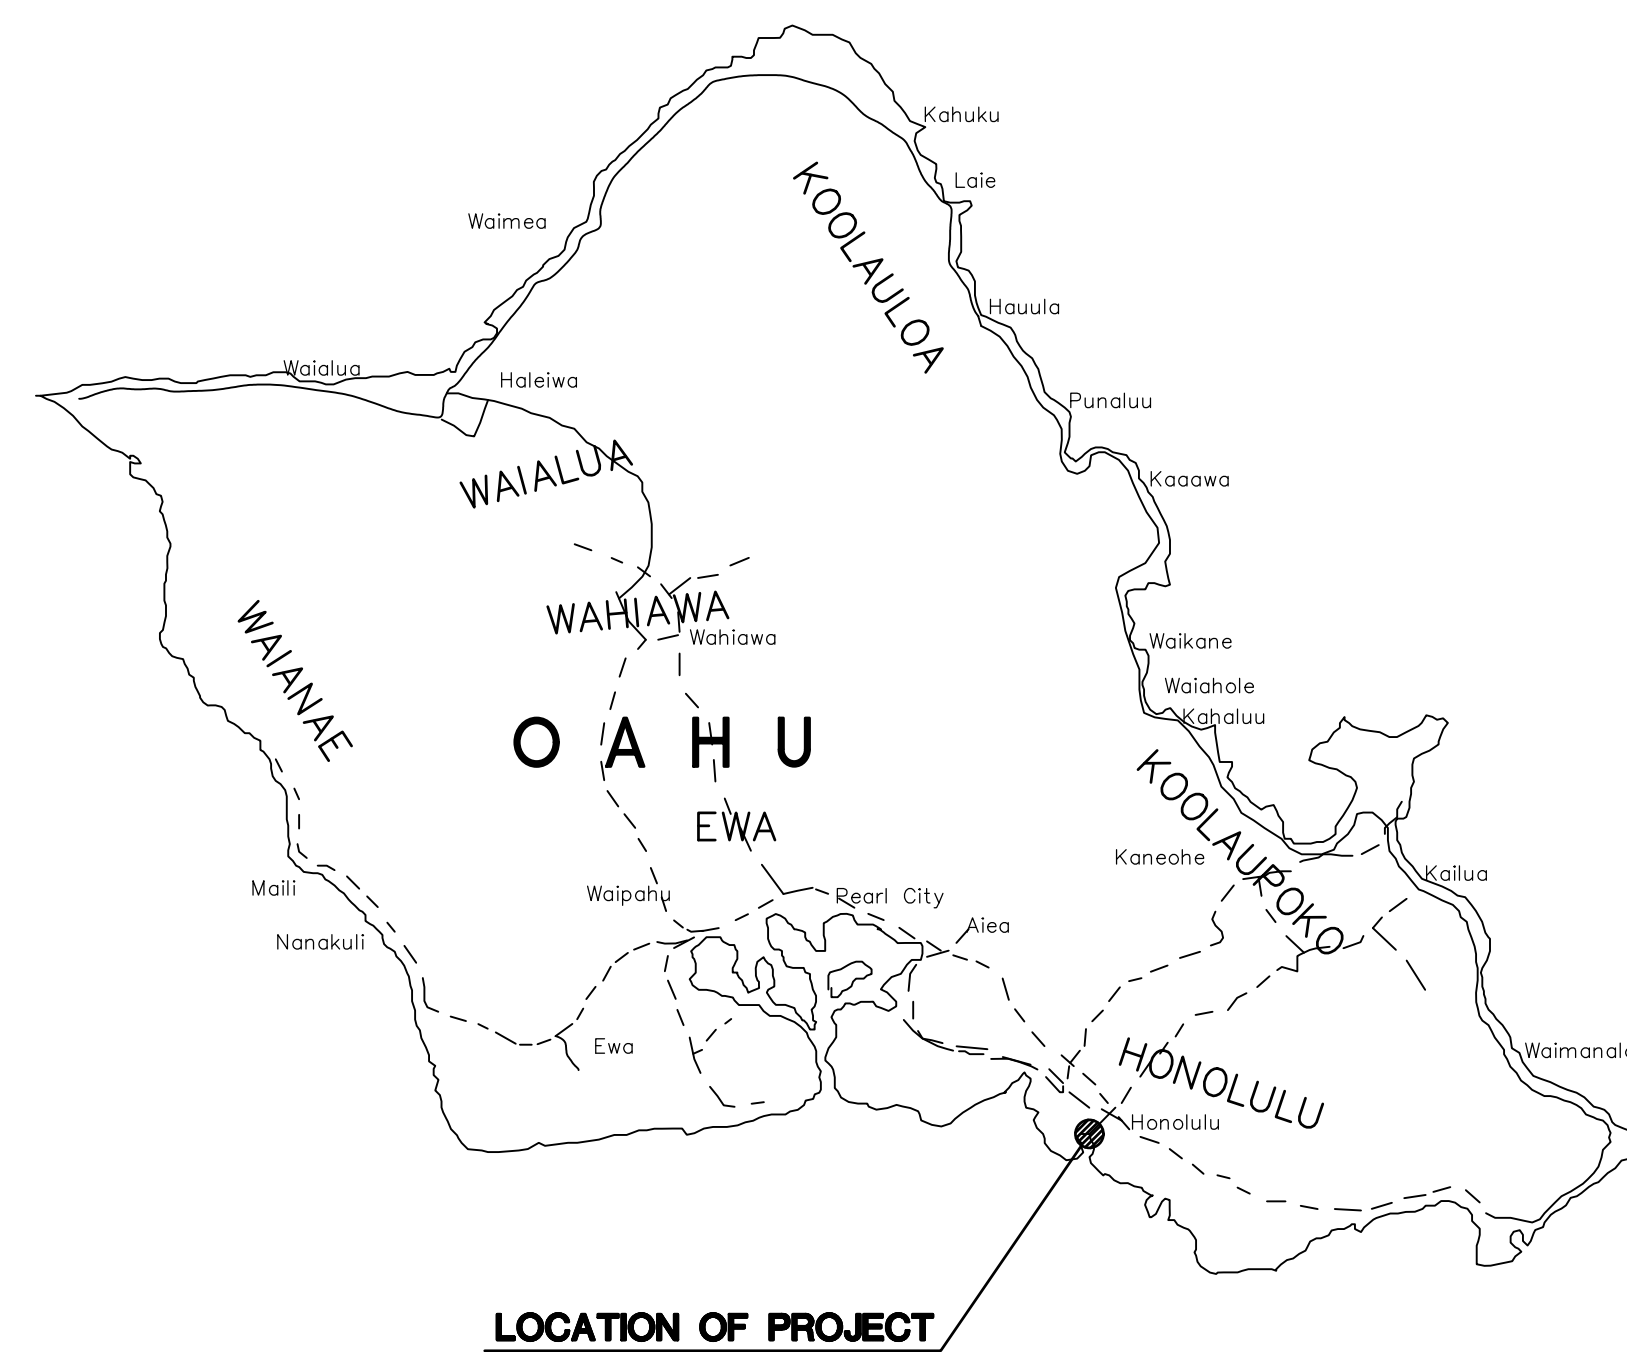 Kahuku
Laie
KOOLAULOA
Waimea
Hauula
Waialua
Haleiwa
Punaluu
WAIALUA
Kaaawa
WAHIAWA
Wahiawa
WAIANAE
Waikane
Waiahole
Kahaluu
OAHU
KOOLAUPOKO
EWA
Kaneohe
Kailua
Maili
Waipahu
Pearl City
Aiea
Nanakuli
Ewa
HONOLULU
Waimanalo
Honolulu
LOCATION OF PROJECT